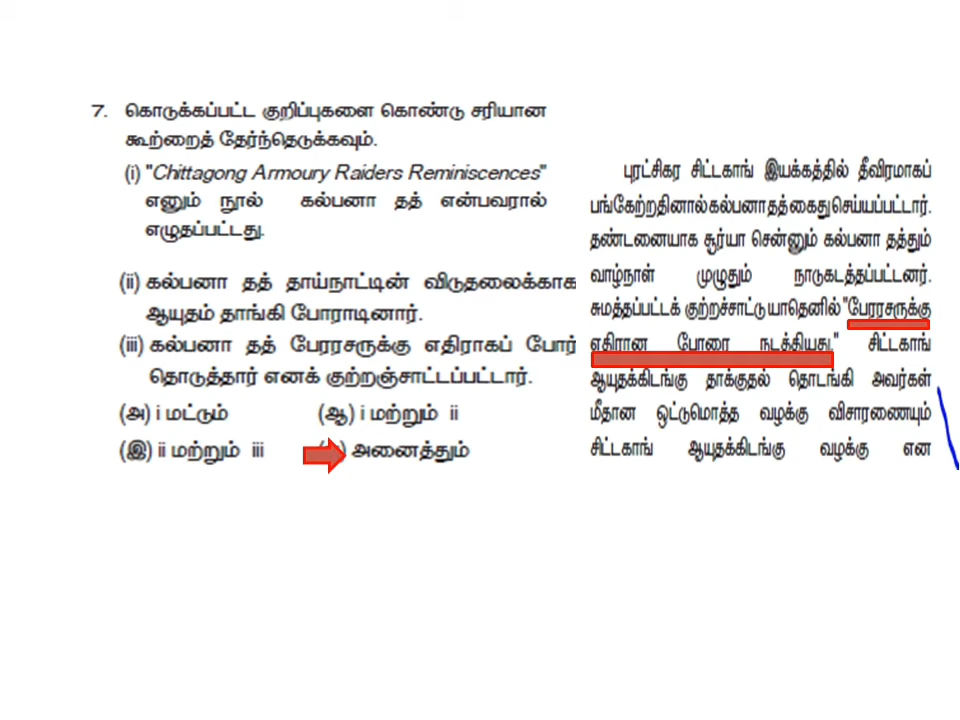 7. கொடுக்கப்பட்ட குறிப்புகளை கொண்டு சரியான
கூற்றைத் தேர்ந்தெடுக்கவும்.
(i) "Chittagong Armoury Raiders Reminiscences"
எனும் நூல் கல்பனா தத் என்பவரால்
எழுதப்பட்டது.
(ii) கல்பனா தத் தாய்நாட்டின் விடுதலைக்காக
ஆயுதம் தாங்கி போராடினார்.
(iii) கல்பனா தத் பேரரசருக்கு எதிராகப் போர்
தொடுத்தார் எனக் குற்றஞ்சாட்டப்பட்டார்.
(அ) i மட்டும் (ஆ) i மற்றும் ii
(இ) ii மற்றும் iii அனைத்தும்
புரட்சிகர சிட்டகாங் இயக்கத்தில் தீவிரமாகப்
பங்கேற்றதினால் கல்பனா தத் கைது செய்யப்பட்டார்.
தண்டனையாக சூர்யா சென்னும் கல்பனா தத்தும்
வாழ்நாள் முழுதும் நாடுகடத்தப்பட்டனர்.
சுமத்தப்பட்டக் குற்றச்சாட்டு யாதெனில் "பேரரசருக்கு
எதிரான போரை நடத்தியது." சிட்டகாங்
ஆயுதக்கிடங்கு தாக்குதல் தொடங்கி அவர்கள்
மீதான ஒட்டுமொத்த வழக்கு விசாரணையும்
சிட்டகாங் ஆயுதக்கிடங்கு வழக்கு என